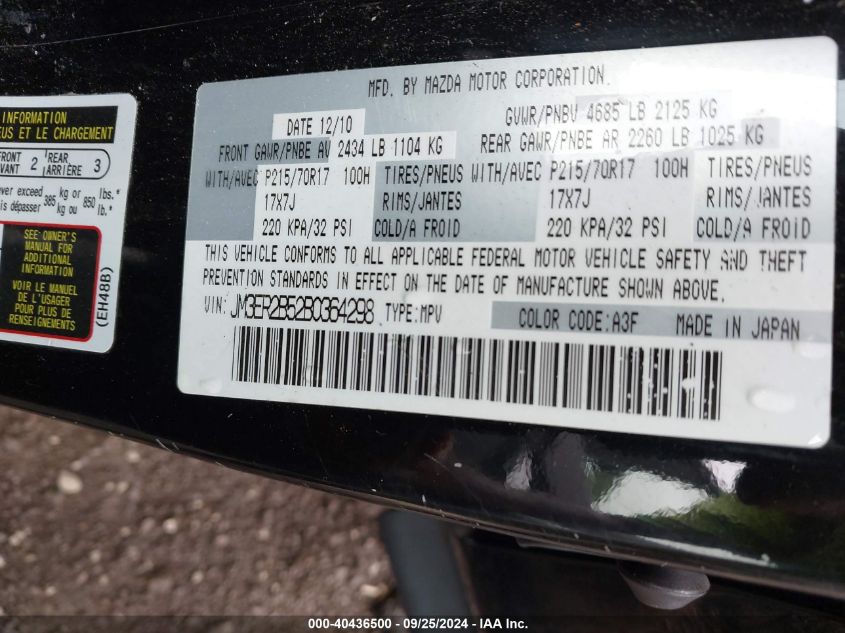 INFORMATION
EUS ET LE CHARGEMENT
FRONT 2 REAR 3
VANT ARRIÈRE
ever exceed 385 kg or 850 lbs.*
is dépasser kg ou lb.*
SEE OWNER'S
MANUAL FOR
ADDITIONAL
INFORMATION
VOIR LE MANUEL
DE L'USAGER
POUR PLUS DE
RENSEIGNEMENTS
(EH48B)
MFD. BY MAZDA MOTOR CORPORATION.
DATE 12/10 GVWR/PNBV 4685 LB 2125 KG
FRONT GAWR/PNBE AV 2434 LB 1104 KG REAR GAWR/PNBE AR 2260 LB 1025 KG
WITH/AVEC P215/70R17 100H TIRES/PNEUS WITH/AVEC P215/70R17 100H TIRES/PNEUS
17X7J RIMS/JANTES 17X7J RIMS/JANTES
220 KPA/32 PSI COLD/A FROID 220 KPA/32 PSI COLD/A FROID
THIS VEHICLE CONFORMS TO ALL APPLICABLE FEDERAL MOTOR VEHICLE SAFETY AND THEFT
PREVENTION STANDARDS IN EFFECT ON THE DATE OF MANUFACTURE SHOWN ABOVE.
VIN: JM3ER2B52B0364298 TYPE:MPV COLOR CODE:A3F MADE IN JAPAN
000-40436500 - 09/25/2024 - IAA, Inc.